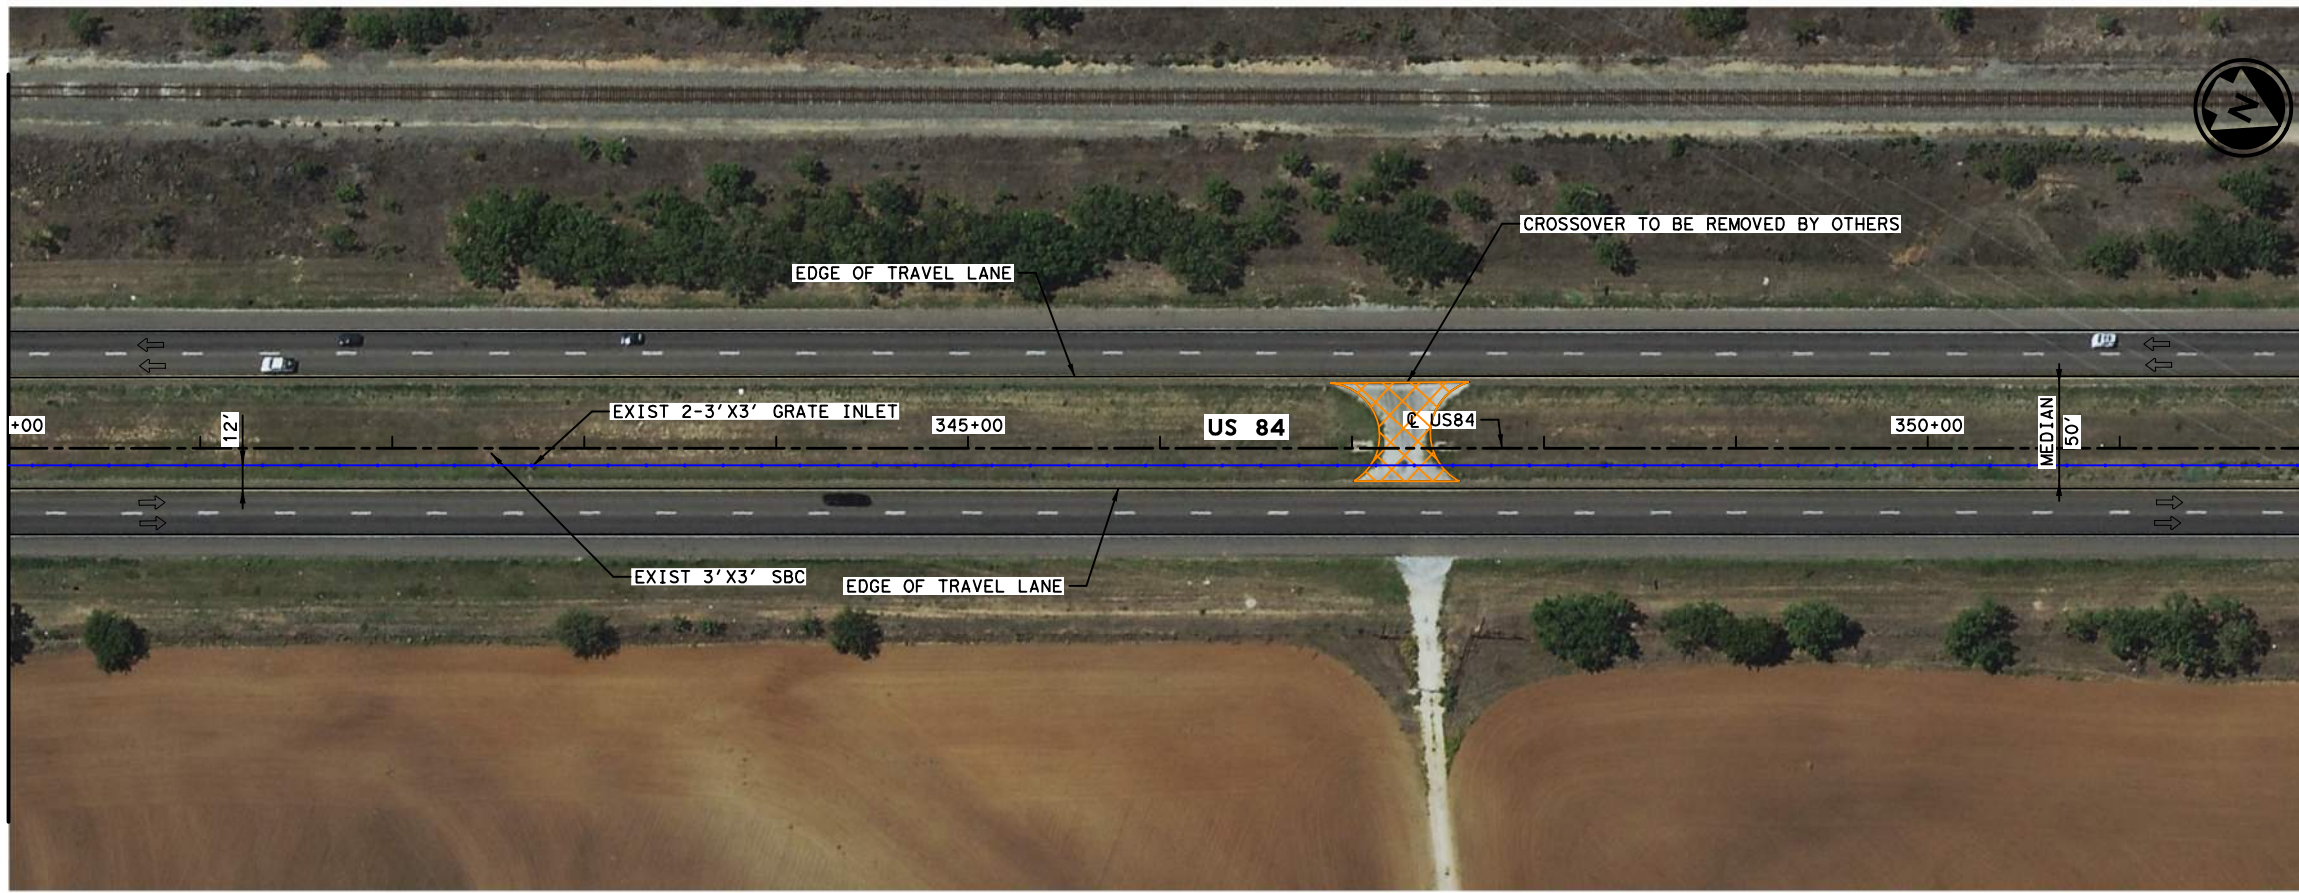 N
CROSSOVER TO BE REMOVED BY OTHERS
EDGE OF TRAVEL LANE
EXIST 2-3'X3' GRATE INLET
+00
12'
345+00
US 84
℄ US84
350+00
MEDIAN
50'
EXIST 3'X3' SBC
EDGE OF TRAVEL LANE